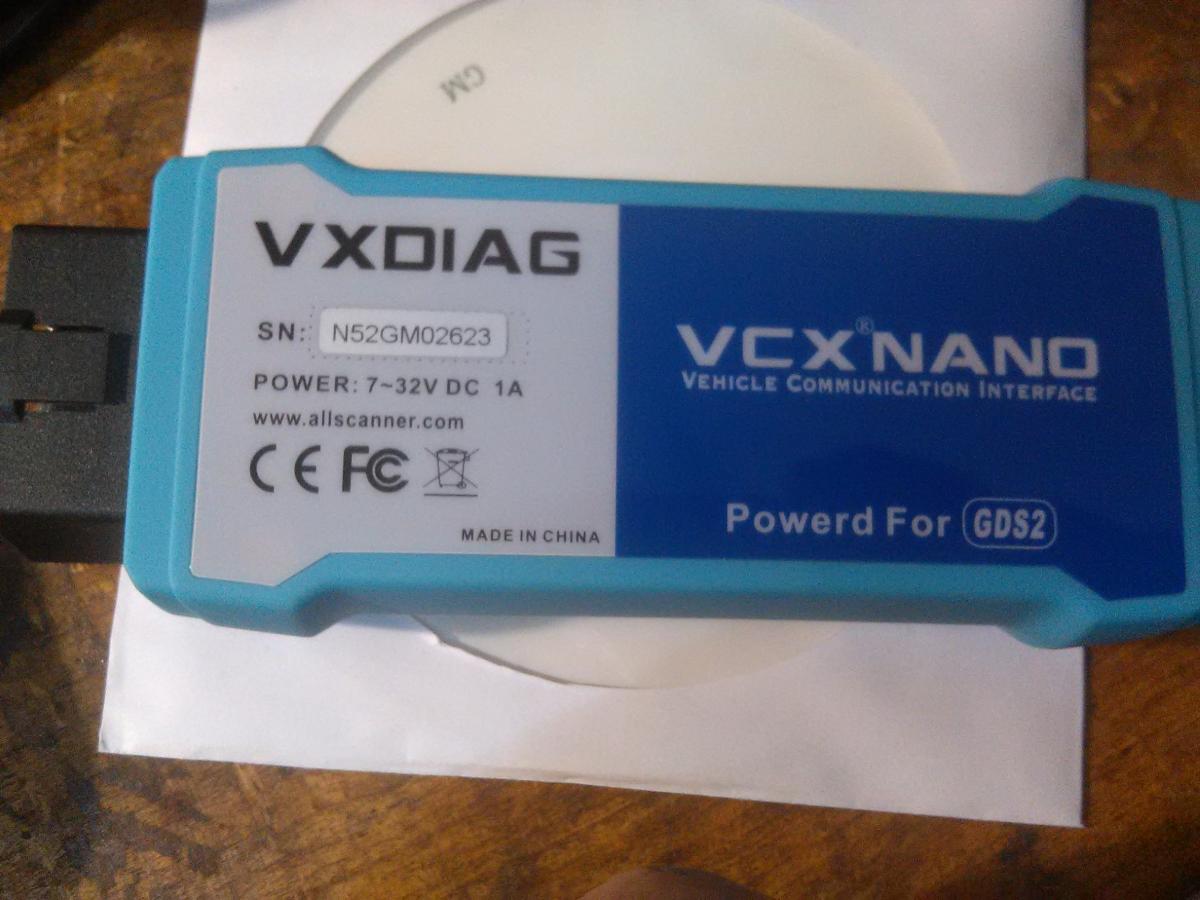 GM
VXDIAG
SN: N52GM02623
POWER: 7~32V DC 1A
www.allscanner.com
CE FC
MADE IN CHINA
VCX®NANO
VEHICLE COMMUNICATION INTERFACE
Powerd For GDS2